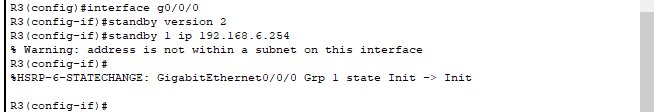 R3(config)#interface g0/0/0
R3(config-if)#standby version 2
R3(config-if)#standby 1 ip 192.168.6.254
% Warning: address is not within a subnet on this interface
R3(config-if)#
%HSRP-6-STATECHANGE: GigabitEthernet0/0/0 Grp 1 state Init -> Init
R3(config-if)#